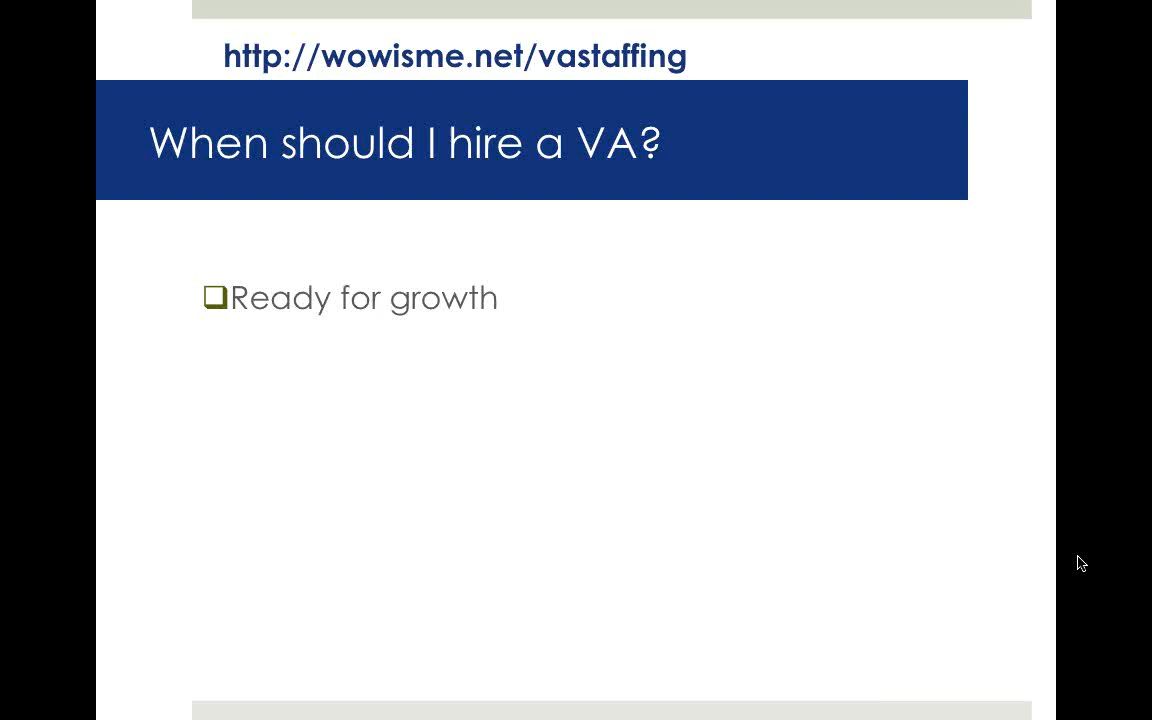 http://wowisme.net/vastaffing
When should I hire a VA?
❑Ready for growth